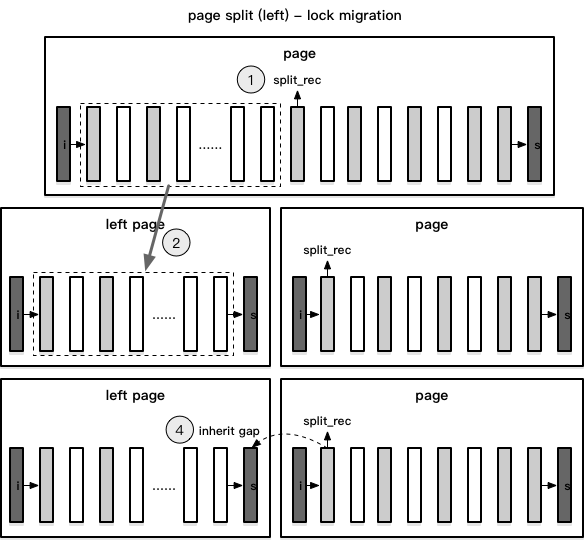 page split (left) – lock migration
page
1
split_rec
i
......
s
left page
page
2
split_rec
i
......
s
i
s
left page
page
4
inherit gap
split_rec
i
......
s
i
s